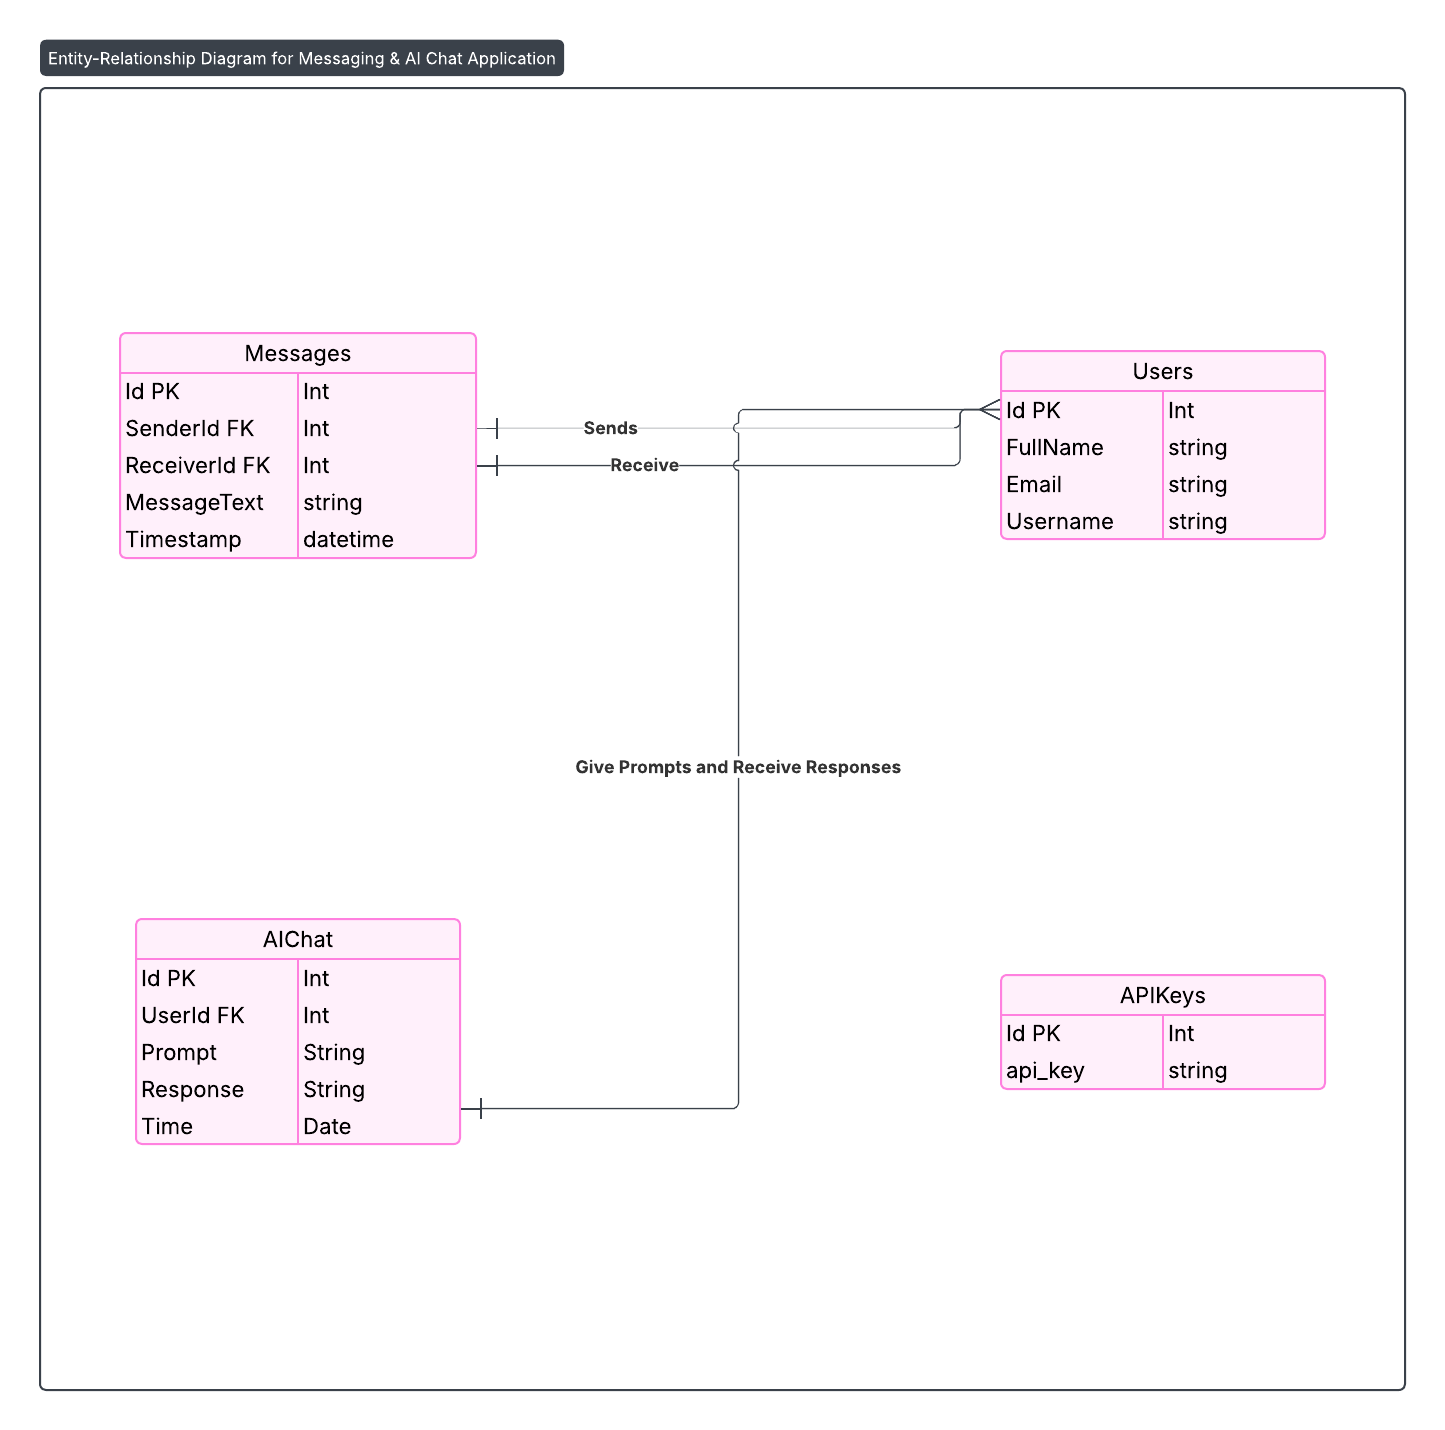 Entity-Relationship Diagram for Messaging & AI Chat Application
Messages
Id PK Int
SenderId FK Int
ReceiverId FK Int
MessageText string
Timestamp datetime
Sends
Receive
Users
Id PK Int
FullName string
Email string
Username string
Give Prompts and Receive Responses
AIChat
Id PK Int
UserId FK Int
Prompt String
Response String
Time Date
APIKeys
Id PK Int
api_key string